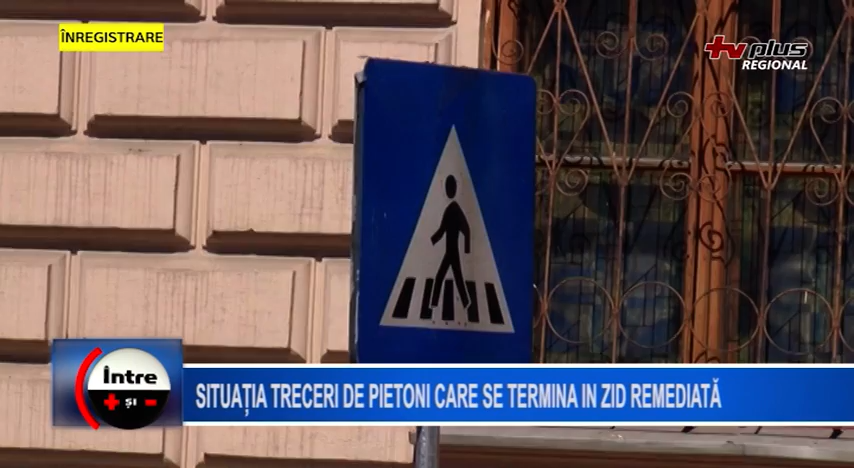 ÎNREGISTRARE
tv plus
REGIONAL
Între
+ și -
SITUAȚIA TRECERI DE PIETONI CARE SE TERMINA IN ZID REMEDIATĂ